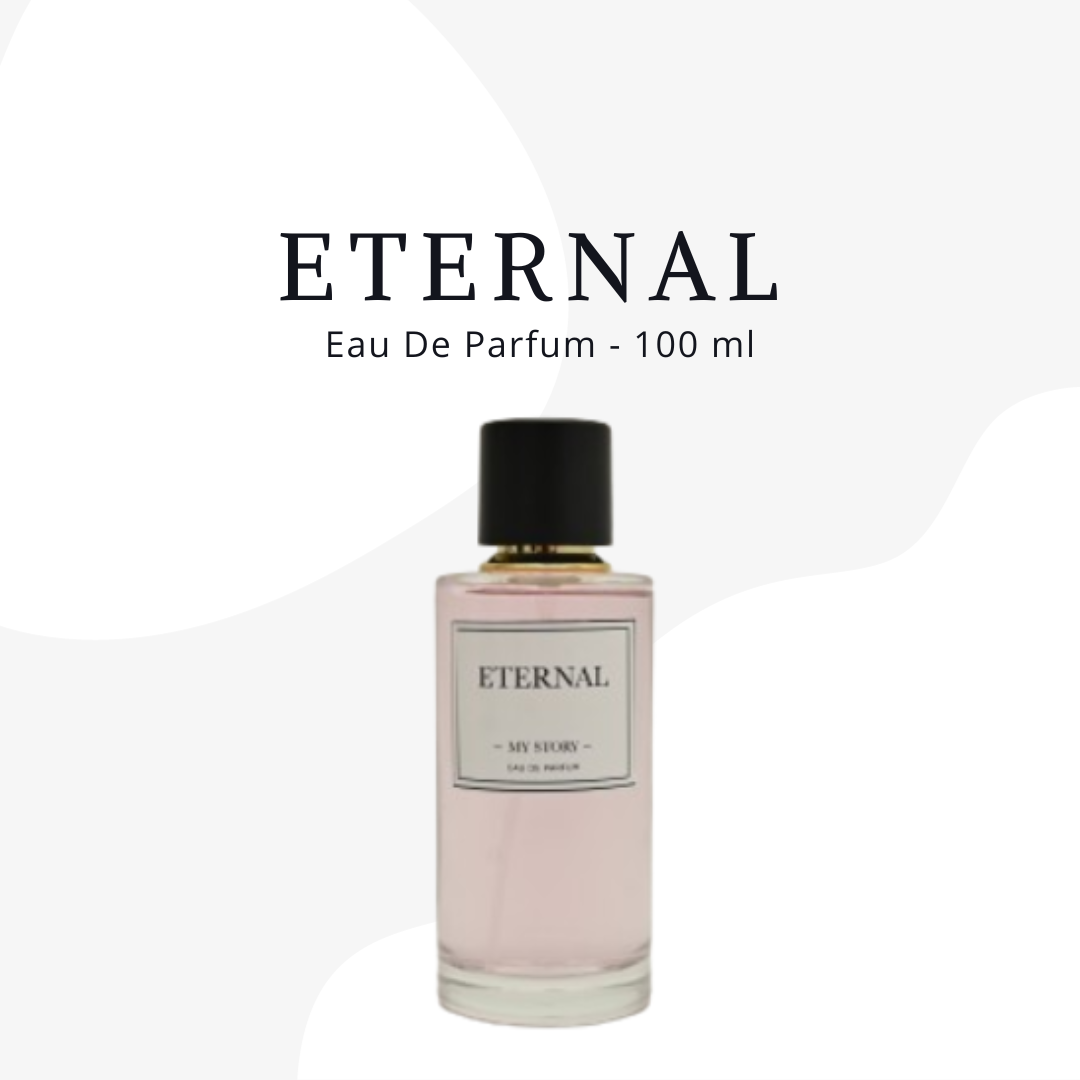 ETERNAL
Eau De Parfum - 100 ml
ETERNAL
- MY STORY -
EAU DE PARFUM